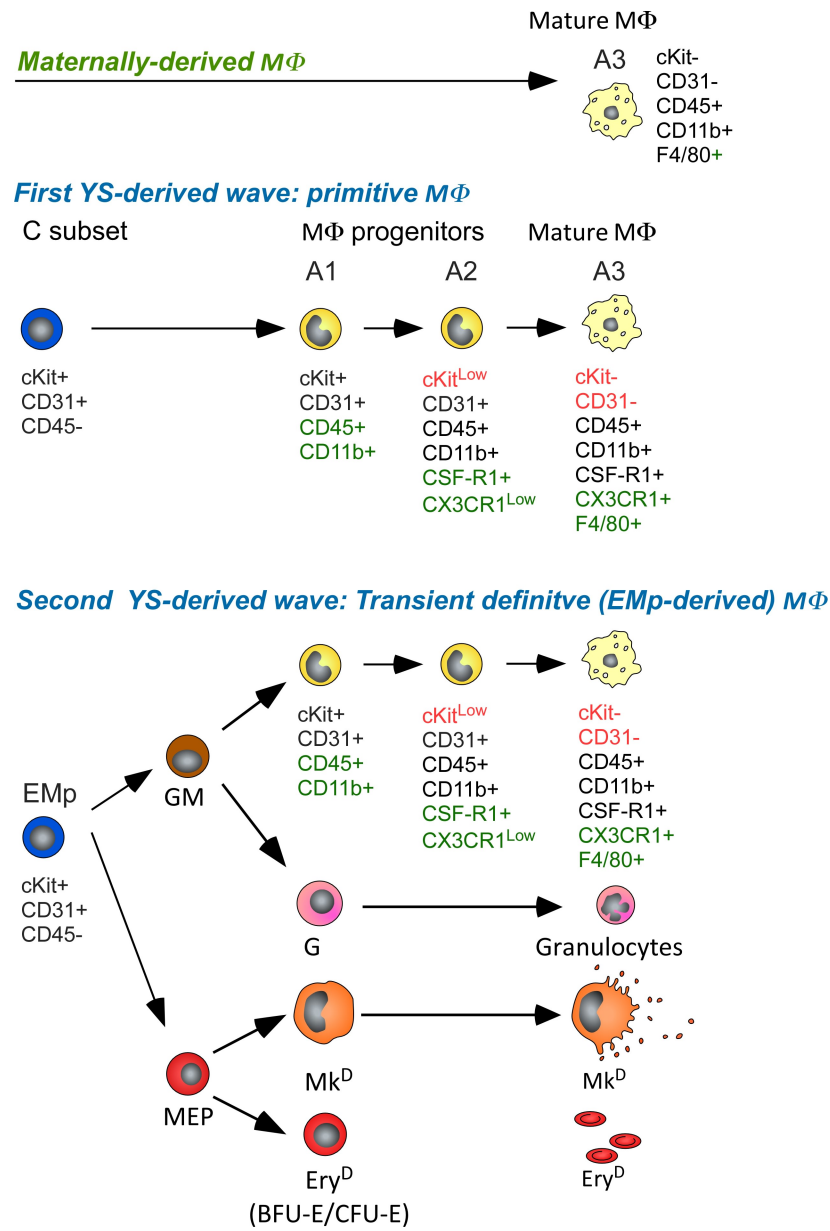 Mature MΦ
Maternally-derived MΦ
A3
cKit-
CD31-
CD45+
CD11b+
F4/80+
First YS-derived wave: primitive MΦ
C subset
MΦ progenitors
Mature MΦ
A1
A2
A3
cKit+
CD31+
CD45-
cKit+
CD31+
CD45+
CD11b+
cKitLow
CD31+
CD45+
CD11b+
CSF-R1+
CX3CR1Low
cKit-
CD31-
CD45+
CD11b+
CSF-R1+
CX3CR1+
F4/80+
Second YS-derived wave: Transient definitve (EMp-derived) MΦ
cKit+
CD31+
CD45+
CD11b+
cKitLow
CD31+
CD45+
CD11b+
CSF-R1+
CX3CR1Low
cKit-
CD31-
CD45+
CD11b+
CSF-R1+
CX3CR1+
F4/80+
EMp
GM
cKit+
CD31+
CD45-
G
Granulocytes
MkD
MkD
MEP
EryD
(BFU-E/CFU-E)
EryD